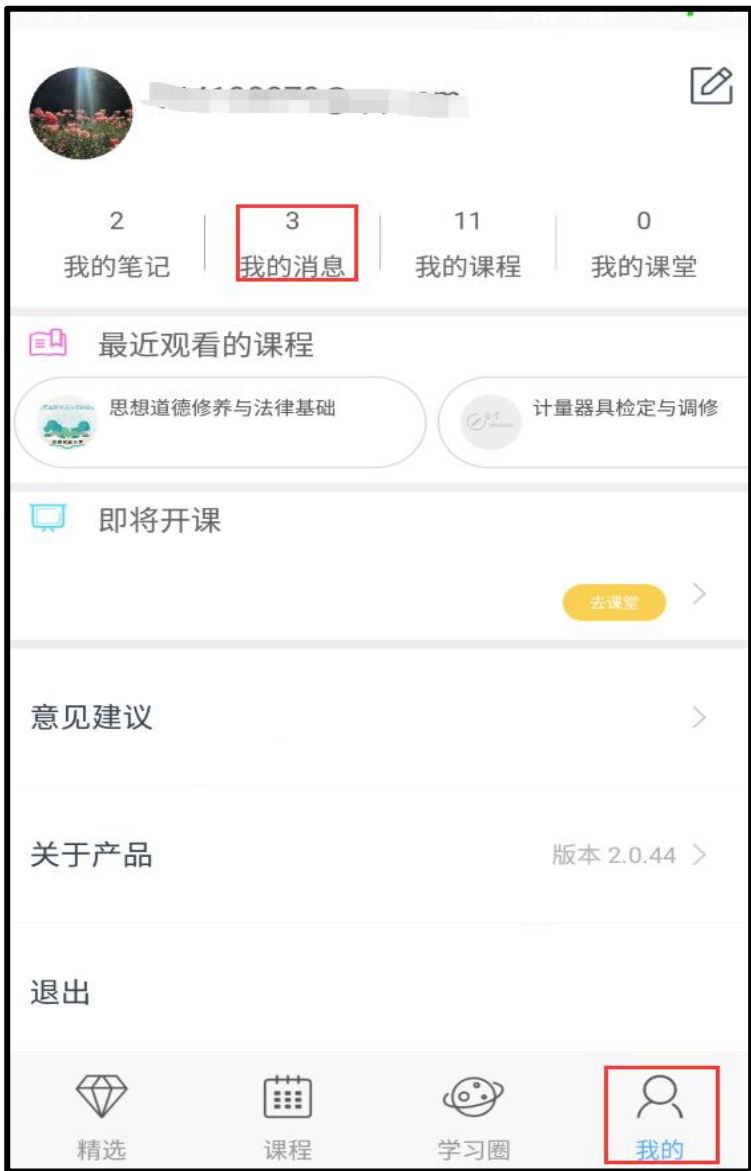 2 3 11 0
我的笔记 我的消息 我的课程 我的课堂
最近观看的课程
思想道德修养与法律基础 计量器具检定与调修
即将开课
去课堂
意见建议
关于产品 版本 2.0.44
退出
精选 课程 学习圈 我的